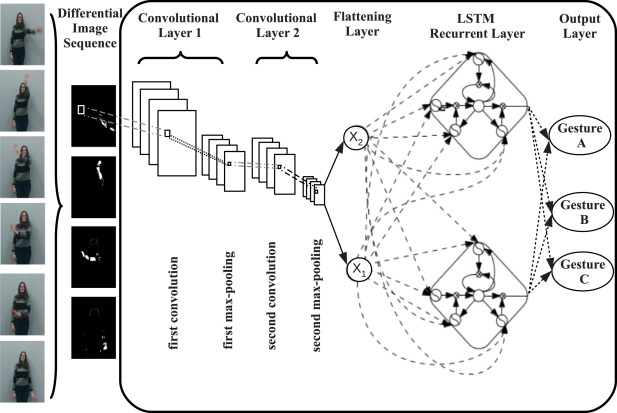 Differential
Image
Sequence
Convolutional
Layer 1
Convolutional
Layer 2
Flattening
Layer
LSTM
Recurrent Layer
Output
Layer
X2
X1
Gesture
A
Gesture
B
Gesture
C
first convolution
first max-pooling
second convolution
second max-pooling